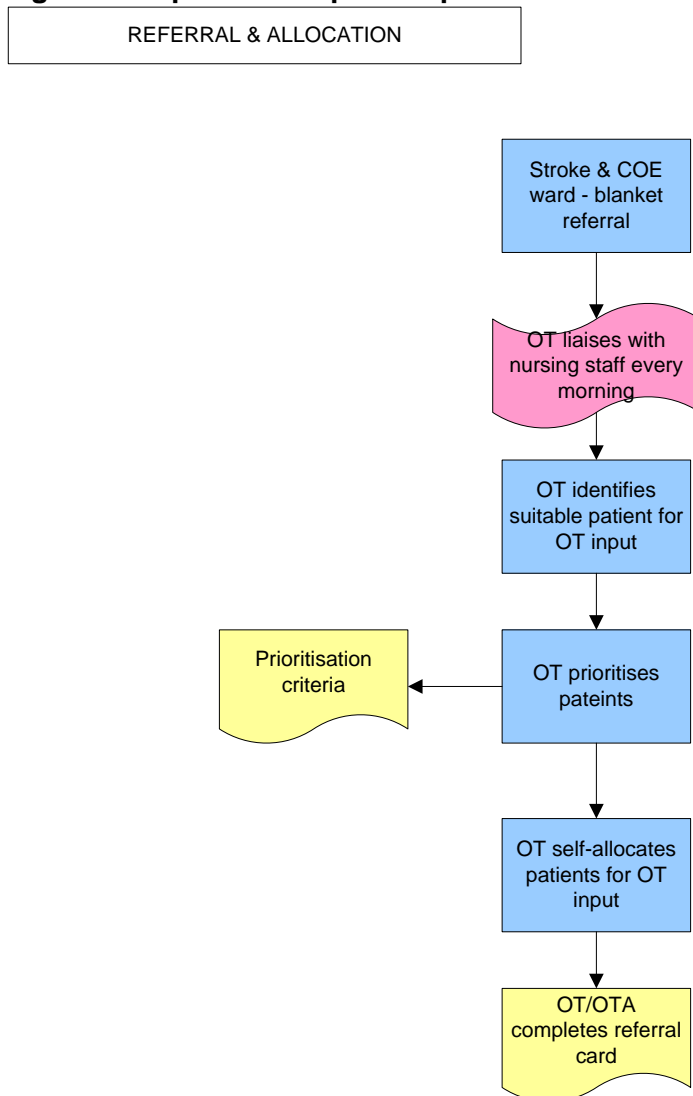 REFERRAL & ALLOCATION
Stroke & COE
ward - blanket
referral
OT liaises with
nursing staff every
morning
OT identifies
suitable patient for
OT input
Prioritisation
criteria
OT prioritises
pateints
OT self-allocates
patients for OT
input
OT/OTA
completes referral
card